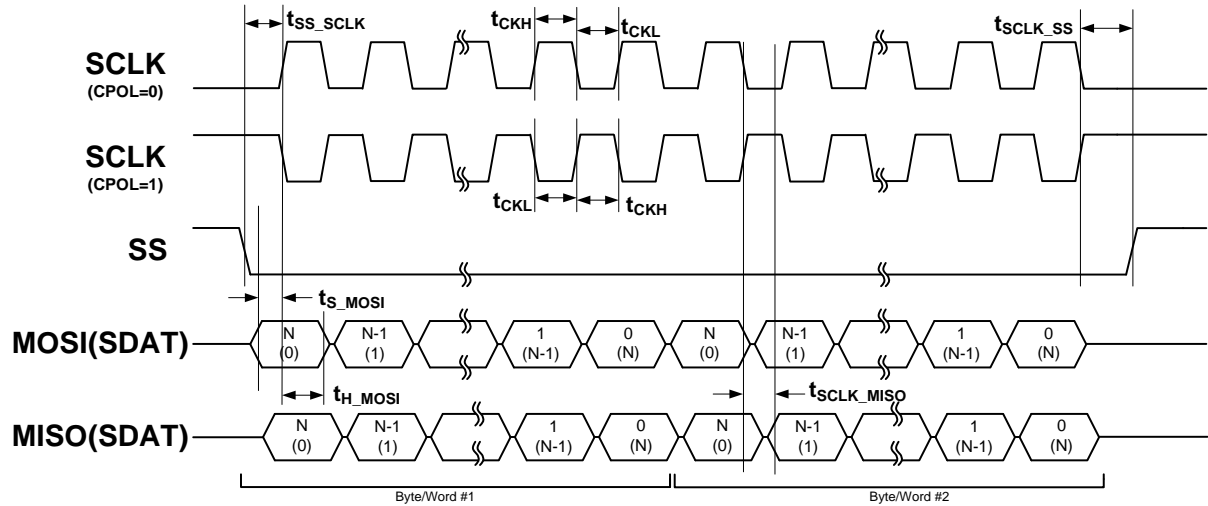 tSS_SCLK
tCKH
tCKL
tSCLK_SS
SCLK
(CPOL=0)
SCLK
(CPOL=1)
tCKL
tCKH
SS
tS_MOSI
MOSI(SDAT)
N
(0)
N-1
(1)
1
(N-1)
0
(N)
N
(0)
N-1
(1)
1
(N-1)
0
(N)
tH_MOSI
tSCLK_MISO
MISO(SDAT)
N
(0)
N-1
(1)
1
(N-1)
0
(N)
N
(0)
N-1
(1)
1
(N-1)
0
(N)
Byte/Word #1
Byte/Word #2